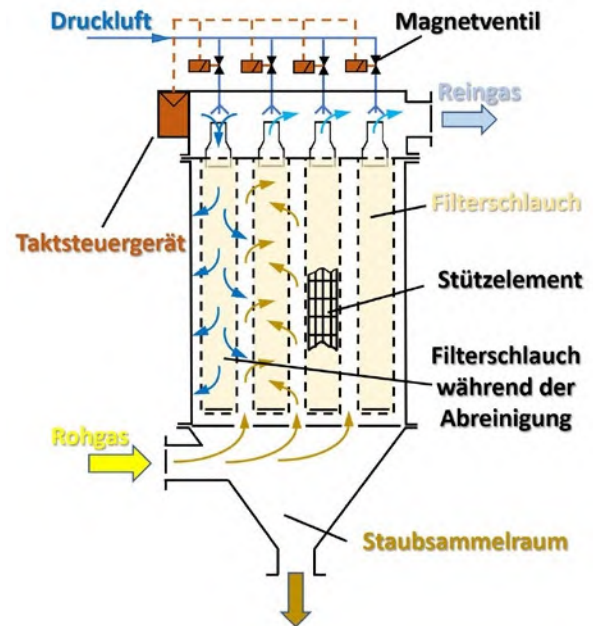 Druckluft
Magnetventil
Reingas
Filterschlauch
Taktsteuergerät
Stützelement
Filterschlauch
während der
Abreinigung
Rohgas
Staubsammelraum